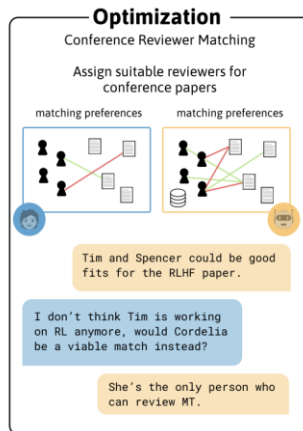 Optimization
Conference Reviewer Matching
Assign suitable reviewers for
conference papers
matching preferences
matching preferences
Tim and Spencer could be good
fits for the RLHF paper.
I don't think Tim is working
on RL anymore, would Cordelia
be a viable match instead?
She's the only person who
can review MT.